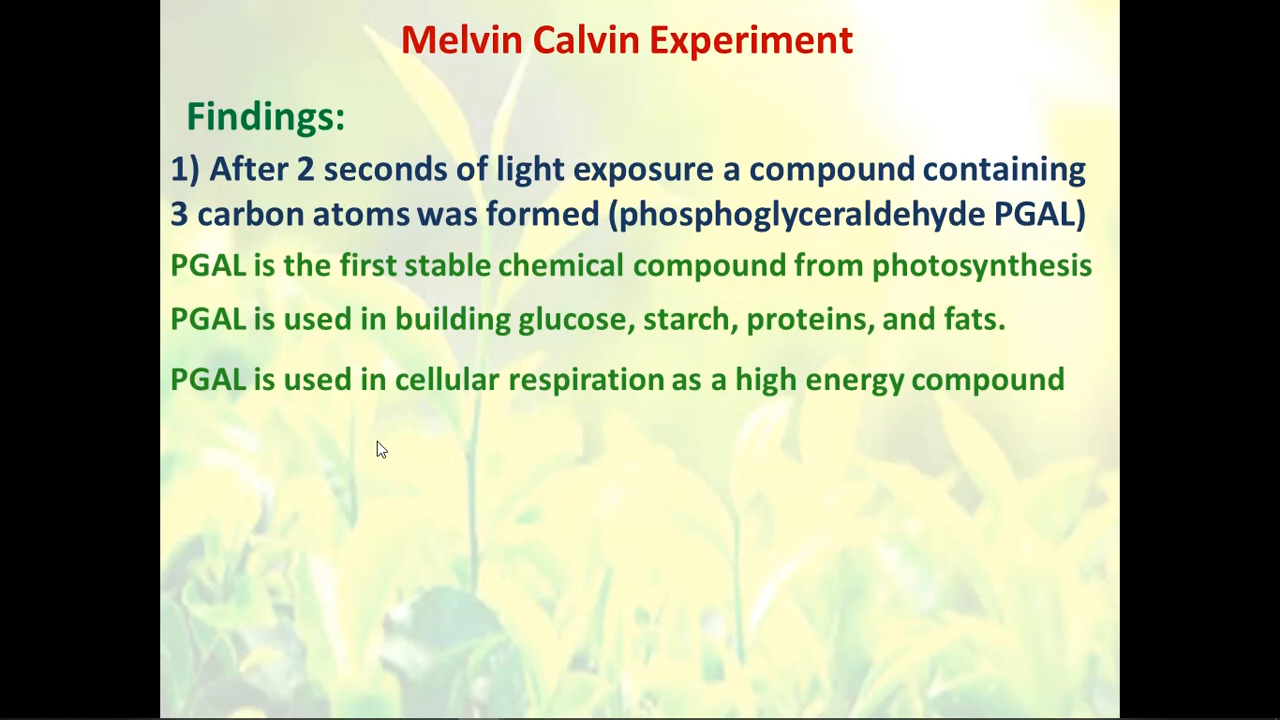 Melvin Calvin Experiment
Findings:
1) After 2 seconds of light exposure a compound containing
3 carbon atoms was formed (phosphoglyceraldehyde PGAL)
PGAL is the first stable chemical compound from photosynthesis
PGAL is used in building glucose, starch, proteins, and fats.
PGAL is used in cellular respiration as a high energy compound